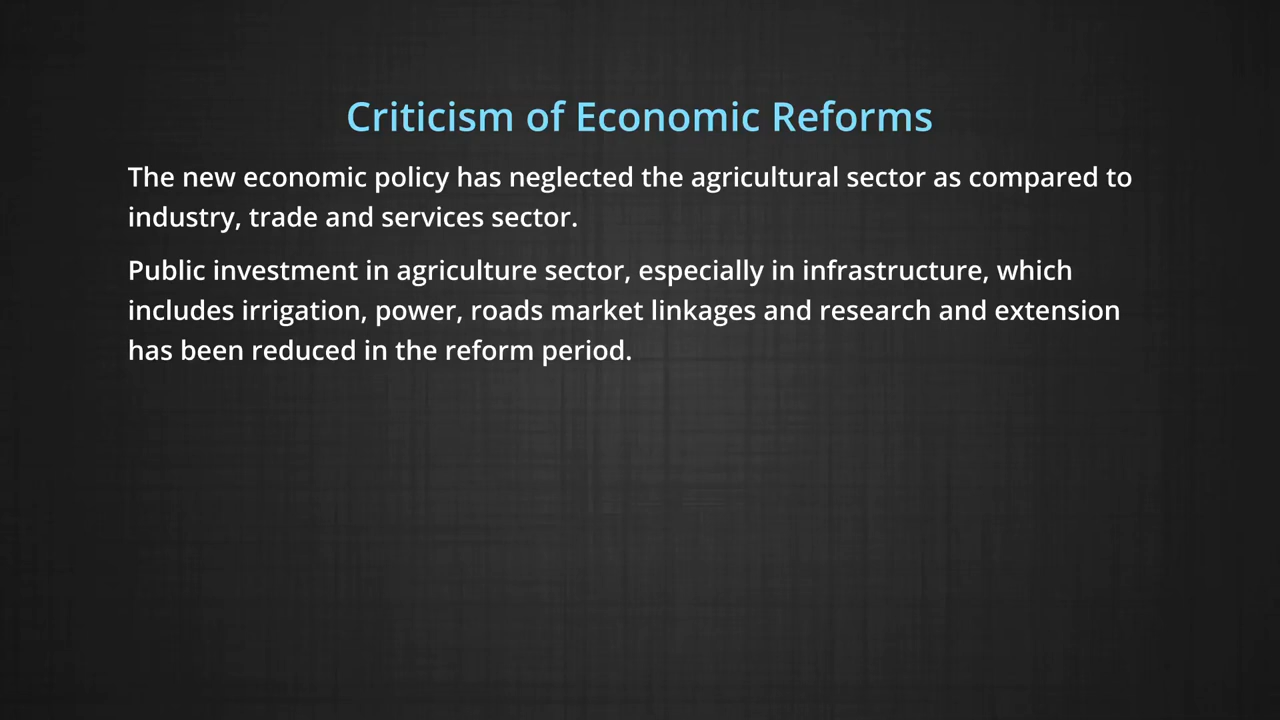 Criticism of Economic Reforms
The new economic policy has neglected the agricultural sector as compared to
industry, trade and services sector.
Public investment in agriculture sector, especially in infrastructure, which
includes irrigation, power, roads market linkages and research and extension
has been reduced in the reform period.